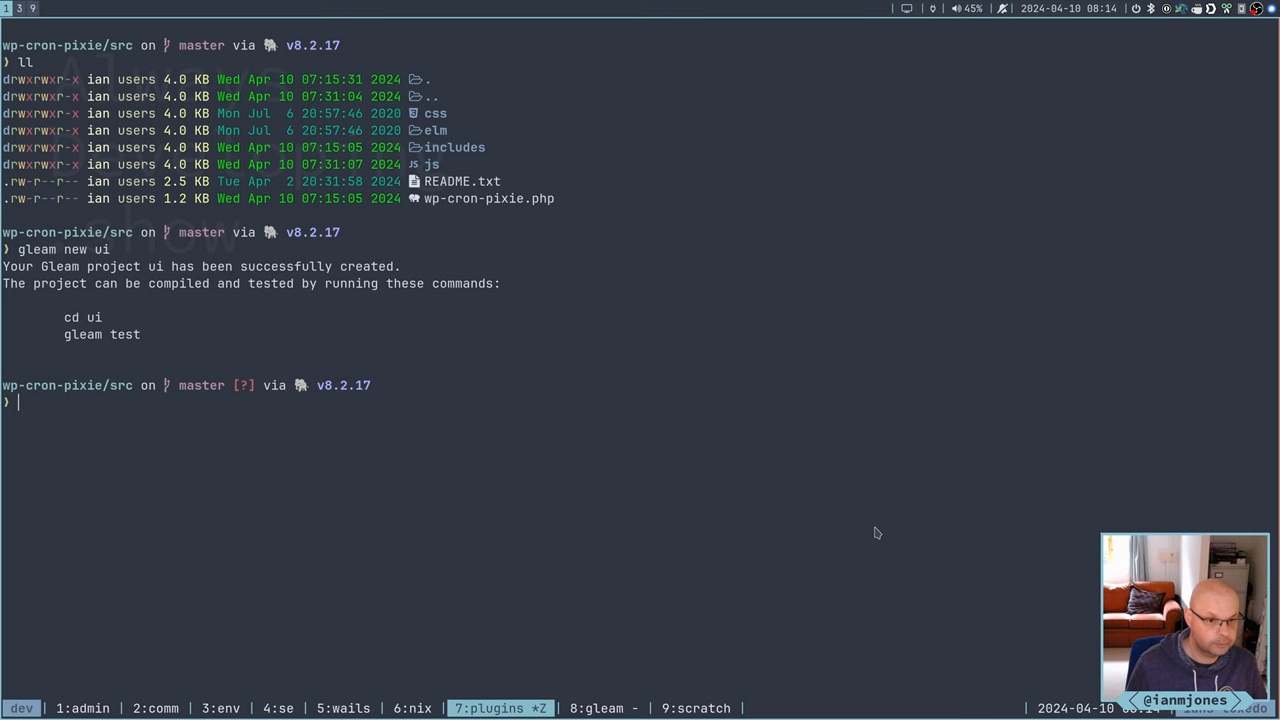 1 3 9
45% 2024-04-10 08:14
wp-cron-pixie/src on master via v8.2.17
❯ ll
drwxrwxr-x ian users 4.0 KB Wed Apr 10 07:15:31 2024 .
drwxrwxr-x ian users 4.0 KB Wed Apr 10 07:31:04 2024 ..
drwxrwxr-x ian users 4.0 KB Mon Jul 6 20:57:46 2020 css
drwxrwxr-x ian users 4.0 KB Mon Jul 6 20:57:46 2020 elm
drwxrwxr-x ian users 4.0 KB Wed Apr 10 07:15:05 2024 includes
drwxrwxr-x ian users 4.0 KB Wed Apr 10 07:31:07 2024 JS js
.rw-r--r-- ian users 2.5 KB Tue Apr 2 20:31:58 2024 README.txt
.rw-r--r-- ian users 1.2 KB Wed Apr 10 07:15:05 2024 wp-cron-pixie.php
wp-cron-pixie/src on master via v8.2.17
❯ gleam new ui
Your Gleam project ui has been successfully created.
The project can be compiled and tested by running these commands:
cd ui
gleam test
wp-cron-pixie/src on master [?] via v8.2.17
❯
@ianmjones
dev | 1:admin | 2:comm | 3:env | 4:se | 5:wails | 6:nix | 7:plugins *Z | 8:gleam - | 9:scratch | | 2024-04-10